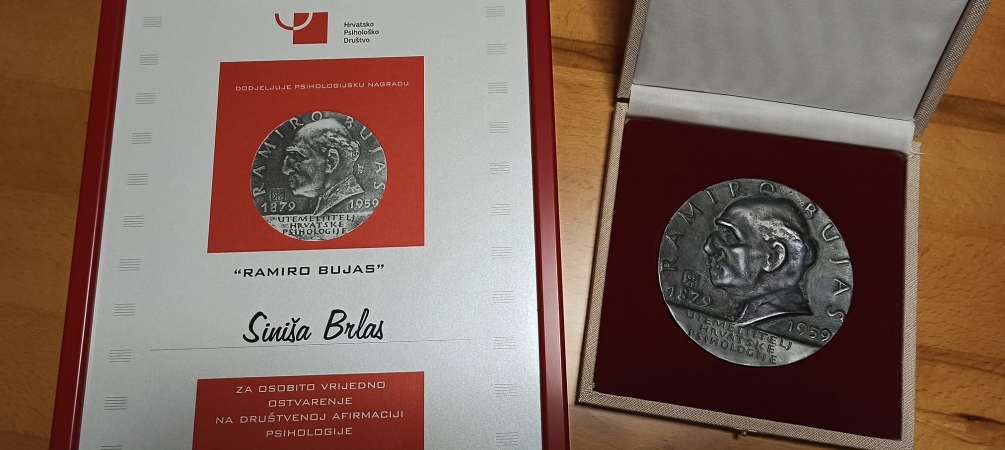 Hrvatsko
Psihološko
Društvo
DODJELJUJE PSIHOLOGIJSKU NAGRADU
RAMIRO BUJAS
1879 1959
UTEMELJITELJ
HRVATSKE
PSIHOLOGIJE
“RAMIRO BUJAS”
Siniša Brlas
ZA OSOBITO VRIJEDNO
OSTVARENJE
NA DRUŠTVENOJ AFIRMACIJI
PSIHOLOGIJE
RAMIRO BUJAS
1879 1959
UTEMELJITELJ
HRVATSKE
PSIHOLOGIJE